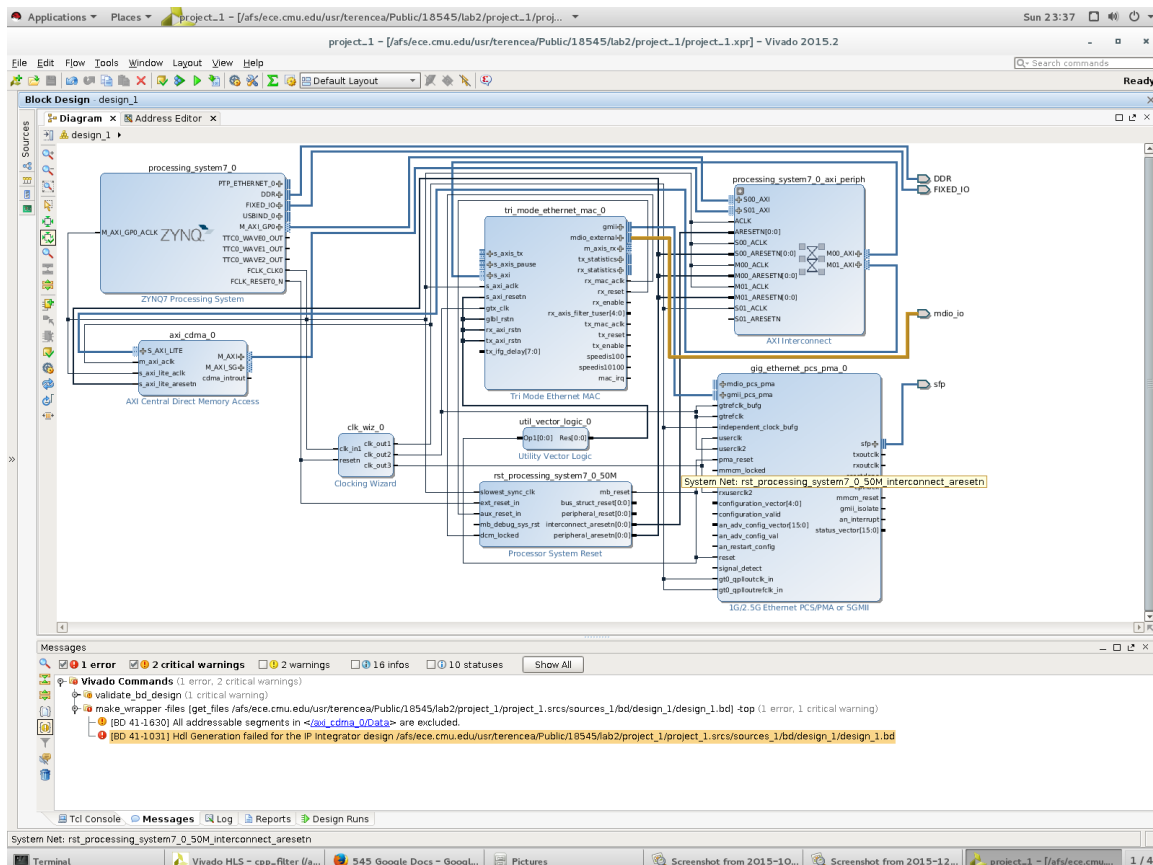 Applications Places project_1 – [/afs/ece.cmu.edu/usr/terencea/Public/18545/lab2/project_1/proj... Sun 23:37
project_1 – [/afs/ece.cmu.edu/usr/terencea/Public/18545/lab2/project_1/project_1.xpr] – Vivado 2015.2
File Edit Flow Tools Window Layout View Help Search commands
Default Layout Ready
Block Design - design_1
Diagram Address Editor
Sources
design_1
processing_system7_0
PTP_ETHERNET_0
DDR
FIXED_IO
USBIND_0
M_AXI_GP0
M_AXI_GP0_ACLK ZYNQ TTC0_WAVE0_OUT
TTC0_WAVE1_OUT
TTC0_WAVE2_OUT
FCLK_CLK0
FCLK_RESET0_N
ZYNQ7 Processing System
axi_cdma_0
S_AXI_LITE
m_axi_aclk
s_axi_lite_aclk
s_axi_lite_aresetn
M_AXI
M_AXI_SG
cdma_introut
AXI Central Direct Memory Access
clk_wiz_0
clk_in1
resetn
clk_out1
clk_out2
clk_out3
Clocking Wizard
tri_mode_ethernet_mac_0
s_axis_tx
s_axis_pause
s_axi
s_axi_aclk
s_axi_resetn
gtx_clk
glbl_rstn
rx_axi_rstn
tx_axi_rstn
tx_ifg_delay[7:0]
gmii
mdio_external
m_axis_rx
tx_statistics
rx_statistics
rx_mac_aclk
rx_reset
rx_enable
rx_axis_filter_tuser[4:0]
tx_mac_aclk
tx_reset
tx_enable
speedis100
speedis10100
mac_irq
Tri Mode Ethernet MAC
util_vector_logic_0
Op1[0:0] Res[0:0]
Utility Vector Logic
rst_processing_system7_0_50M
slowest_sync_clk
ext_reset_in
aux_reset_in
mb_debug_sys_rst
dcm_locked
mb_reset
bus_struct_reset[0:0]
peripheral_reset[0:0]
interconnect_aresetn[0:0]
peripheral_aresetn[0:0]
Processor System Reset
processing_system7_0_axi_periph
S00_AXI
S01_AXI
ACLK
ARESETN[0:0]
S00_ACLK
S00_ARESETN[0:0]
M00_ACLK
M00_ARESETN[0:0]
M01_ACLK
M01_ARESETN[0:0]
S01_ACLK
S01_ARESETN
M00_AXI
M01_AXI
AXI Interconnect
gig_ethernet_pcs_pma_0
mdio_pcs_pma
gmii_pcs_pma
gtrefclk_bufg
gtrefclk
independent_clock_bufg
userclk
userclk2
pma_reset
mmcm_locked
rxuserclk2
configuration_vector[4:0]
configuration_valid
an_adv_config_vector[15:0]
an_adv_config_val
an_restart_config
reset
signal_detect
gt0_qplloutclk_in
gt0_qplloutrefclk_in
sfp
txoutclk
rxoutclk
mmcm_reset
gmii_isolate
an_interrupt
status_vector[15:0]
1G/2.5G Ethernet PCS/PMA or SGMII
System Net: rst_processing_system7_0_50M_interconnect_aresetn
DDR
FIXED_IO
mdio_io
sfp
Messages
1 error 2 critical warnings 2 warnings 16 infos 10 statuses Show All
Vivado Commands (1 error, 2 critical warnings)
validate_bd_design (1 critical warning)
make_wrapper -files [get_files /afs/ece.cmu.edu/usr/terencea/Public/18545/lab2/project_1/project_1.srcs/sources_1/bd/design_1/design_1.bd] -top (1 error, 1 critical warning)
[BD 41-1630] All addressable segments in </axi_cdma_0/Data> are excluded.
[BD 41-1031] Hdl Generation failed for the IP Integrator design /afs/ece.cmu.edu/usr/terencea/Public/18545/lab2/project_1/project_1.srcs/sources_1/bd/design_1/design_1.bd
Tcl Console Messages Log Reports Design Runs
System Net: rst_processing_system7_0_50M_interconnect_aresetn
Terminal Vivado HLS – cpp_filter (/a... 545 Google Docs – Googl... Pictures Screenshot from 2015-10... Screenshot from 2015-12... project_1 – [/afs/ece.cmu.... 1 / 4